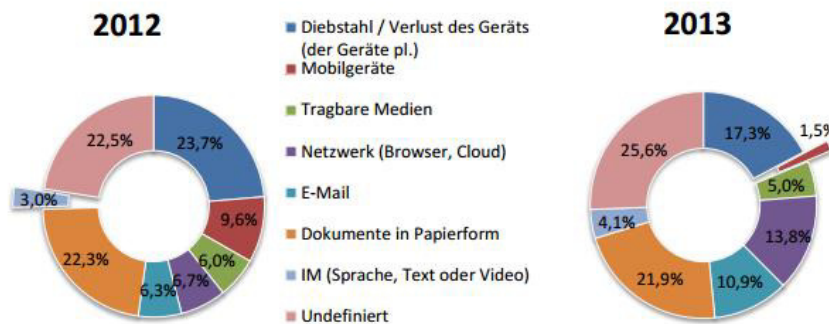 2012
23,7%
9,6%
6,0%
6,7%
6,3%
22,3%
3,0%
22,5%
Diebstahl / Verlust des Geräts
(der Geräte pl.)
Mobilgeräte
Tragbare Medien
Netzwerk (Browser, Cloud)
E-Mail
Dokumente in Papierform
IM (Sprache, Text oder Video)
Undefiniert
2013
17,3%
1,5%
5,0%
13,8%
10,9%
21,9%
4,1%
25,6%